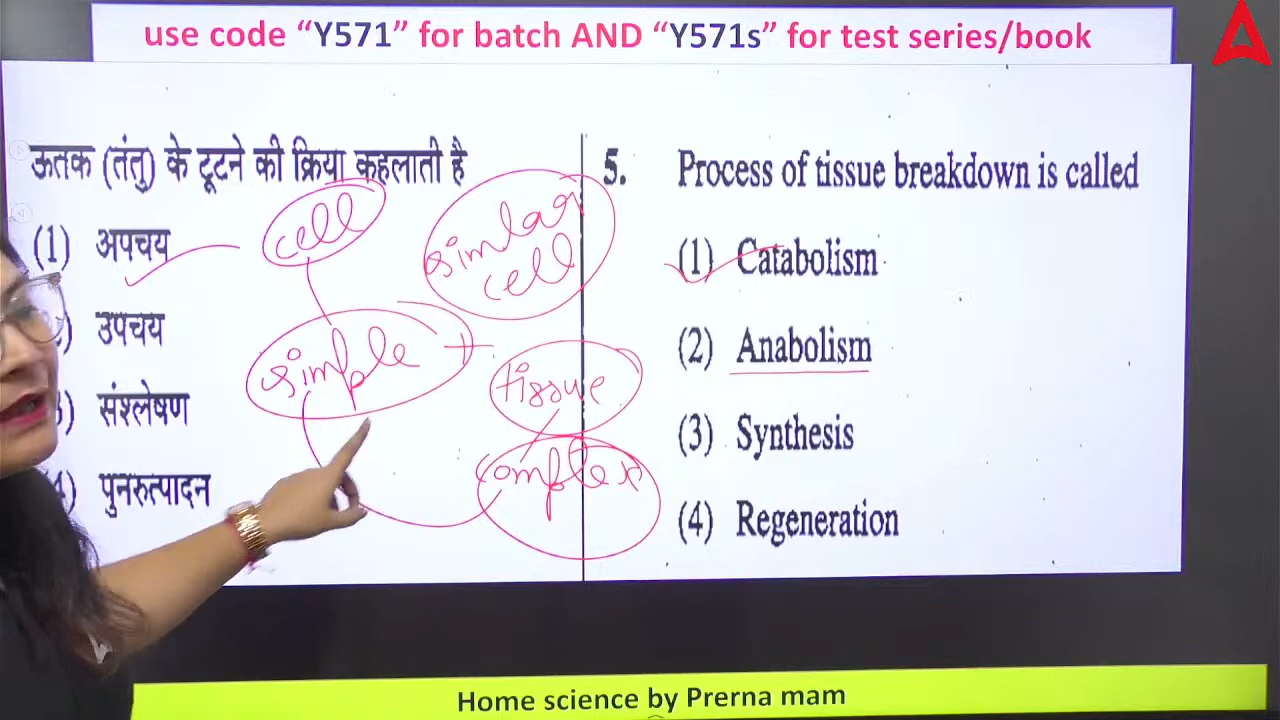 use code “Y571” for batch AND “Y571s” for test series/book
ऊतक (तंतु) के टूटने की क्रिया कहलाती है
(1) अपचय
उपचय
संश्लेषण
पुनरुत्पादन
cell
simlar
cell
simple +
tissue
complex
5. Process of tissue breakdown is called
(1) Catabolism
(2) Anabolism
(3) Synthesis
(4) Regeneration
Home science by Prerna mam